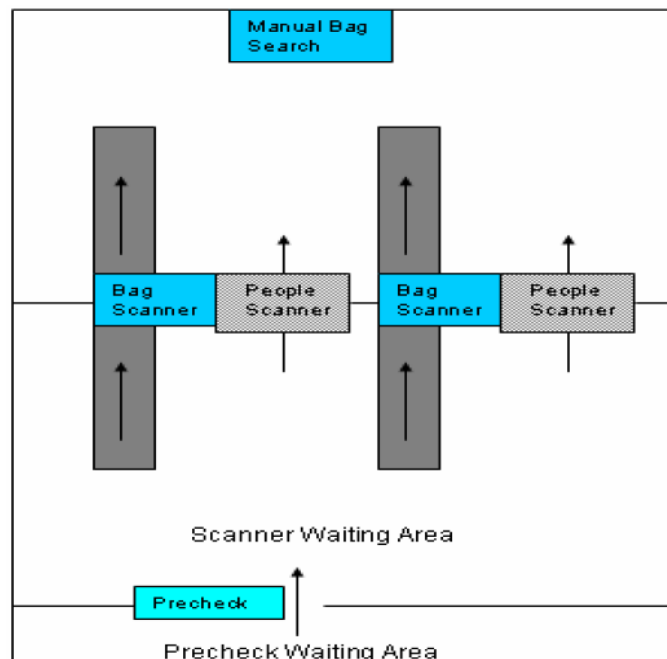 Manual Bag
Search
Bag
Scanner
People
Scanner
Bag
Scanner
People
Scanner
Scanner Waiting Area
Precheck
Precheck Waiting Area